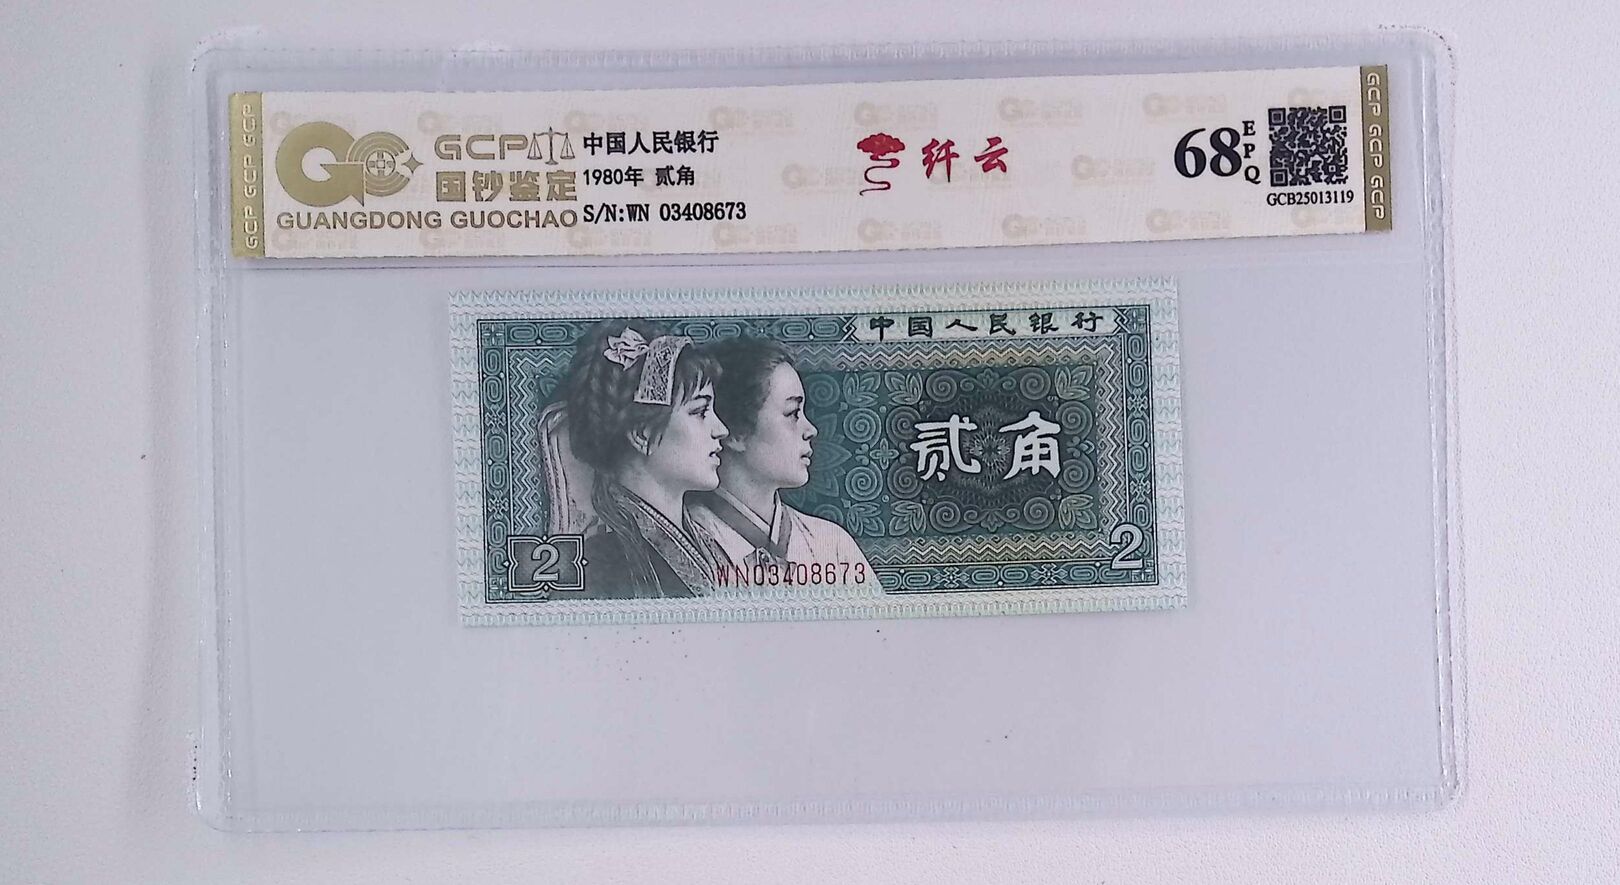 GCP GCP GCP
GCP
国钞鉴定
GUANGDONG GUOCHAO
中国人民银行
1980年 贰角
S/N:WN 03408673
纤云
68
EPQ
GCB25013119
GCP GCP GCP
中国人民银行
贰角
2
2
WN03408673